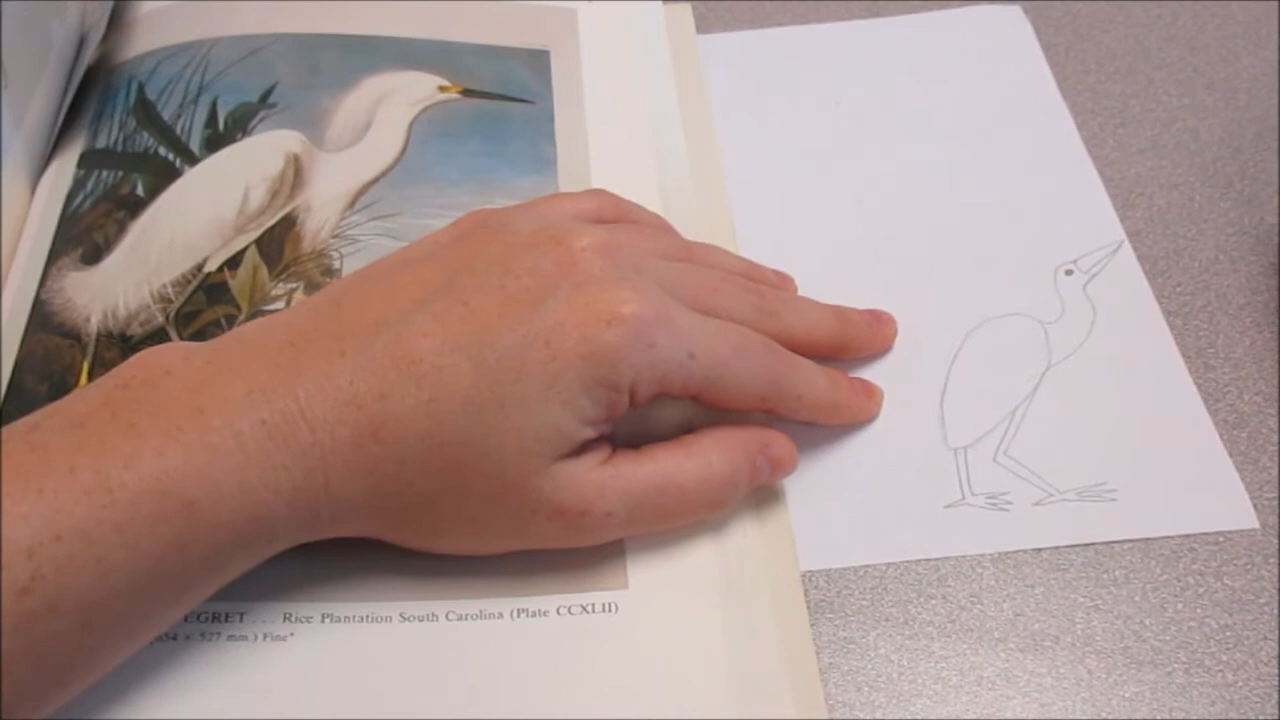 EGRET . . . Rice Plantation South Carolina (Plate CCXLII)
× 527 mm.) Fine*